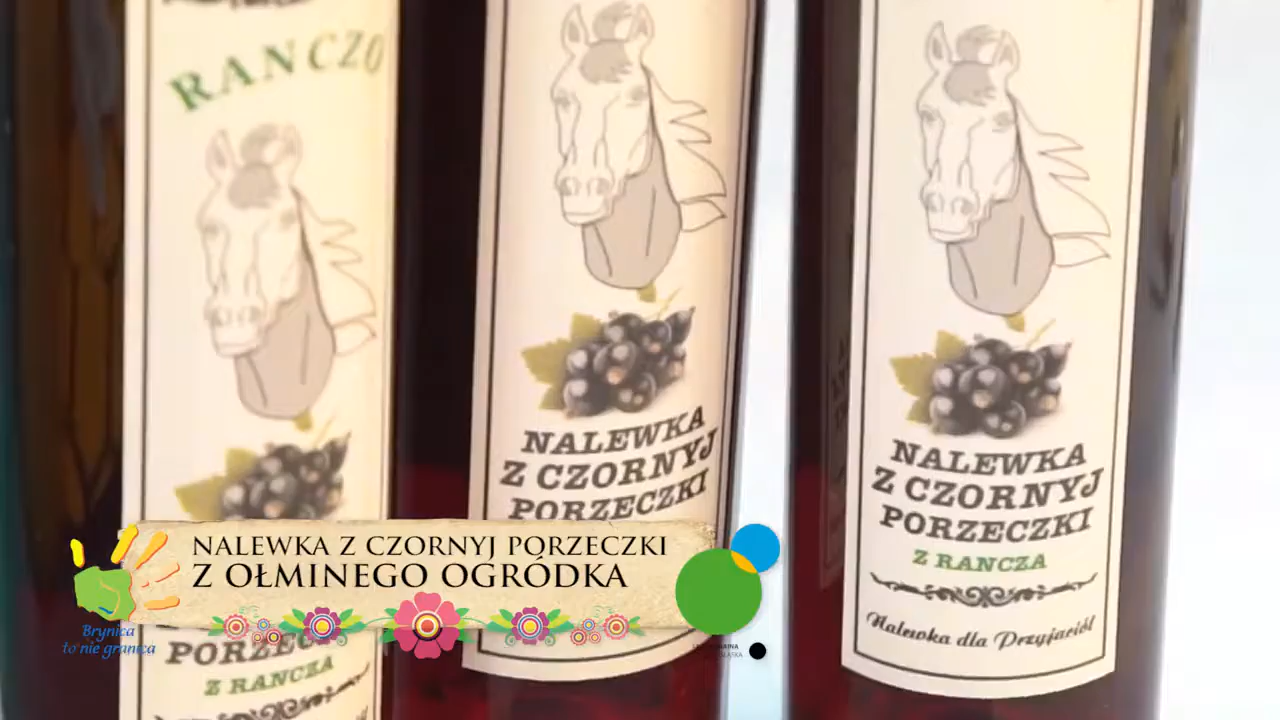 RANCZO
NALEWKA
Z CZORNYJ
PORZECZKI
NALEWKA
Z CZORNYJ
PORZECZKI
Z RANCZA
Nalewka dla Przyjaciół
NALEWKA Z CZORNYJ PORZECZKI
Z OŁMINEGO OGRÓDKA
Brynica
to nie granica
Z RANCZA